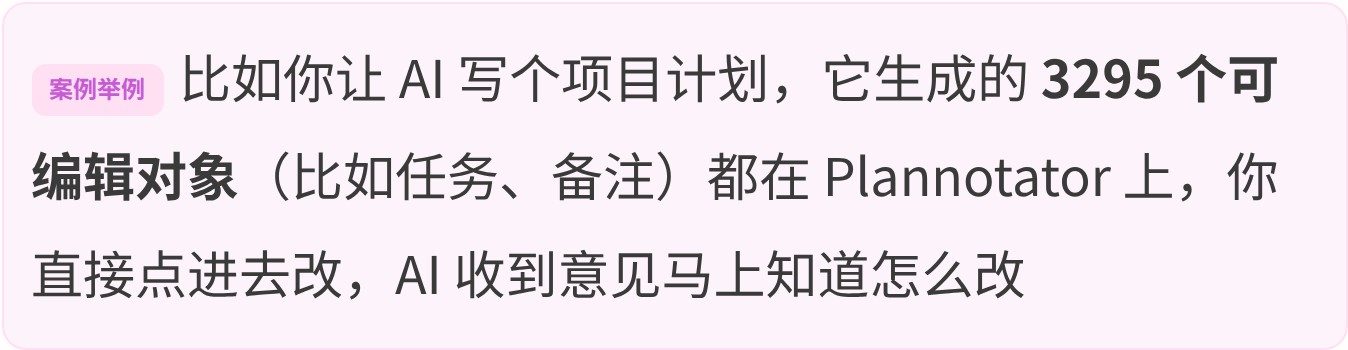 案例举例 比如你让 AI 写个项目计划，它生成的 3295 个可
编辑对象（比如任务、备注）都在 Plannotator 上，你
直接点进去改，AI 收到意见马上知道怎么改